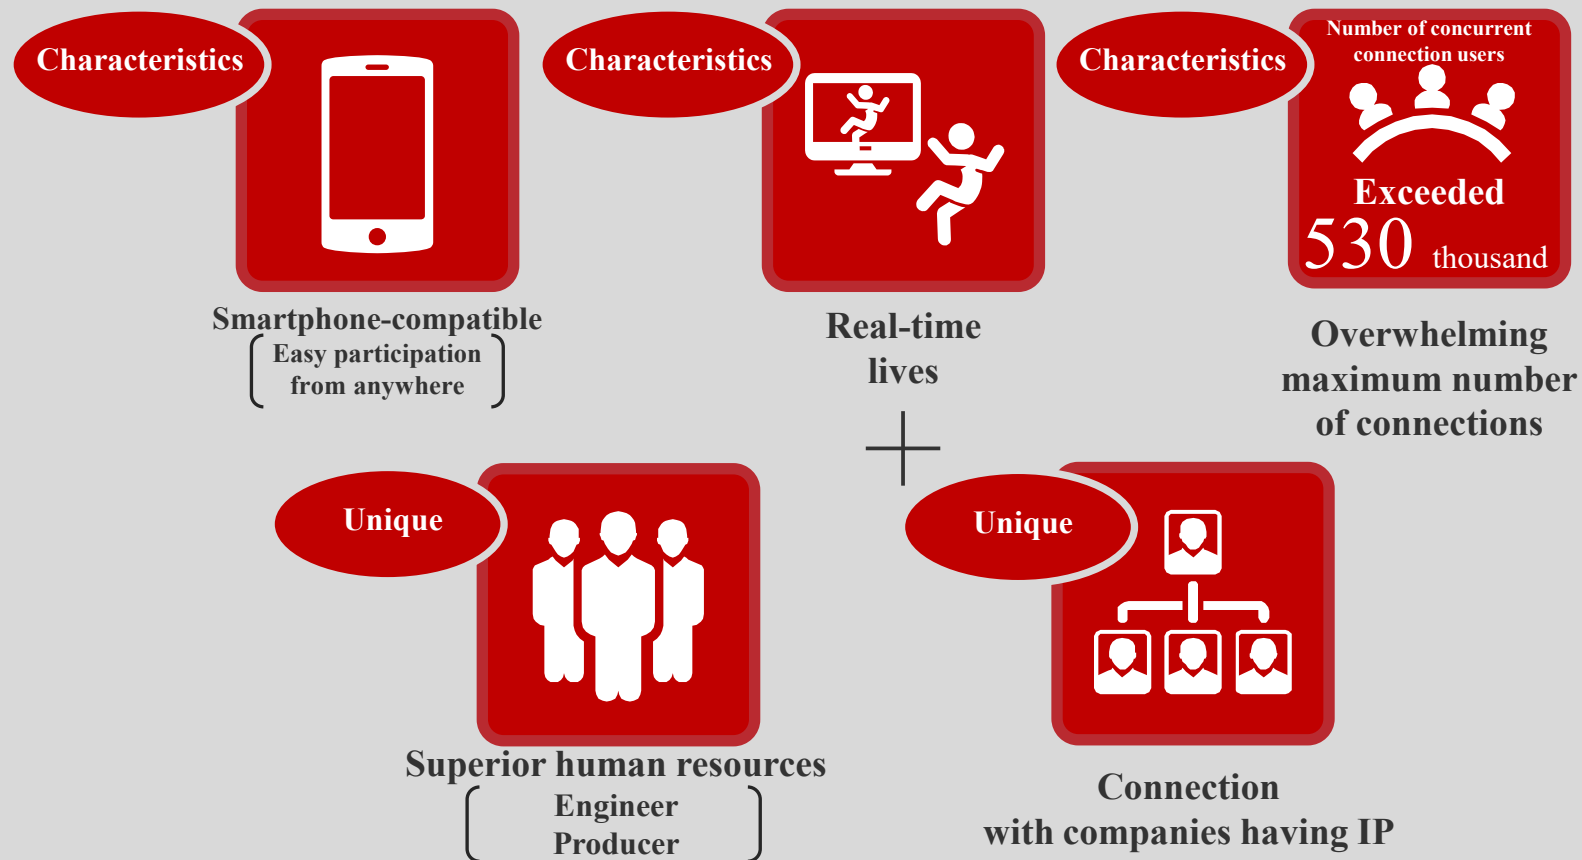 Characteristics
Smartphone-compatible
Easy participation
from anywhere
Characteristics
Real-time
lives
Characteristics
Number of concurrent
connection users
Exceeded
530 thousand
Overwhelming
maximum number
of connections
Unique
Superior human resources
Engineer
Producer
Unique
Connection
with companies having IP